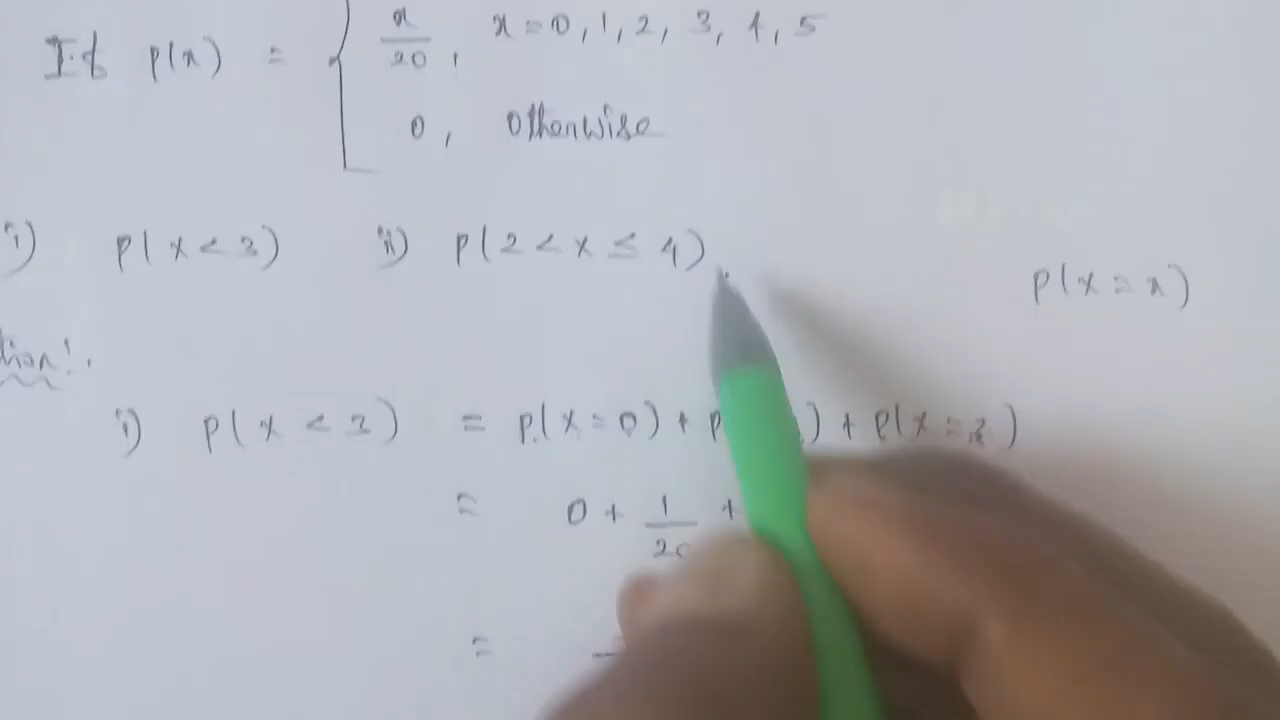 If p(x) = { x/20, x = 0, 1, 2, 3, 4, 5
0, otherwise
i) P(X < 3) ii) P(2 < X ≤ 4).
P(X = x)
tion:.
i) P(X < 3) = P(X = 0) + P( ) + P(X = 2)
= 0 + 1/20 +
=